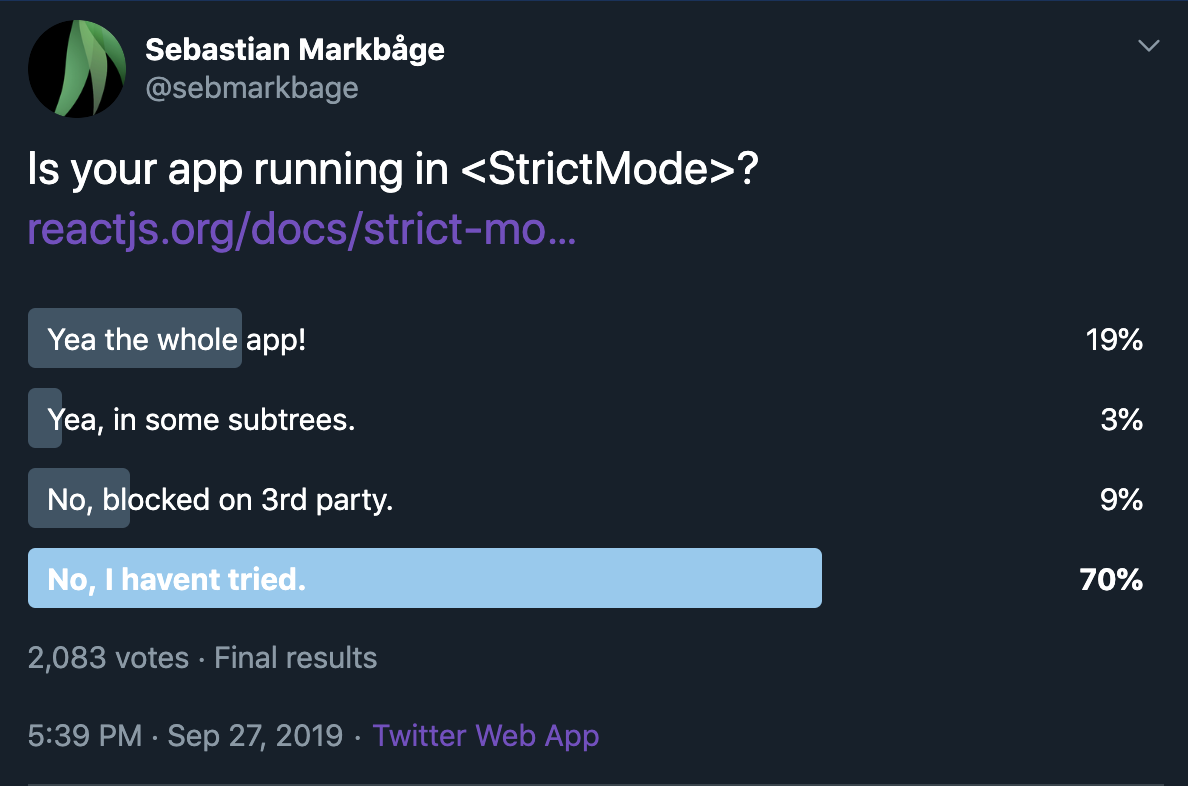 Sebastian Markbåge
@sebmarkbage
Is your app running in <StrictMode>?
reactjs.org/docs/strict-mo…
Yea the whole app! 19%
Yea, in some subtrees. 3%
No, blocked on 3rd party. 9%
No, I havent tried. 70%
2,083 votes · Final results
5:39 PM · Sep 27, 2019 · Twitter Web App